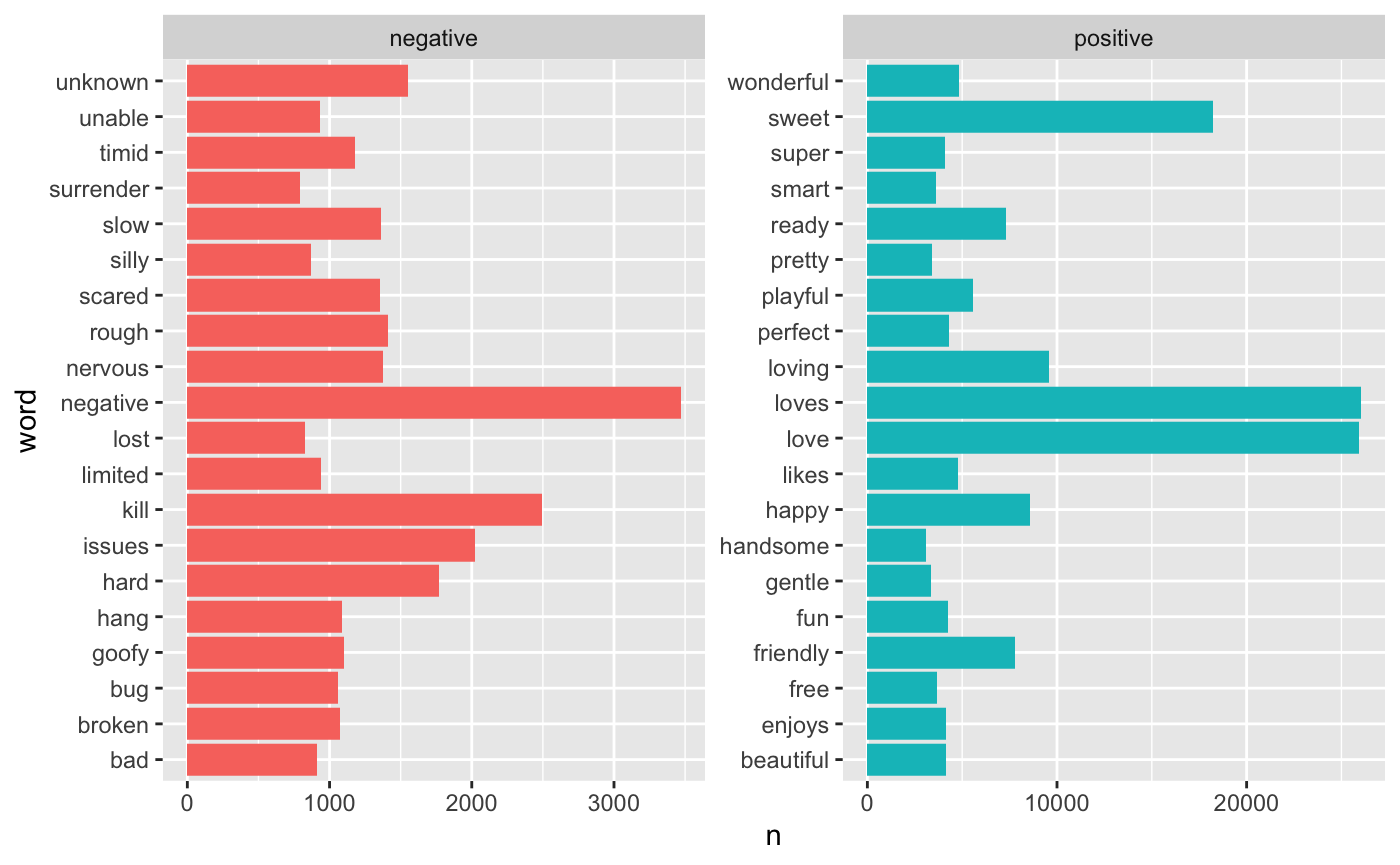 negative
unknown
unable
timid
surrender
slow
silly
scared
rough
nervous
negative
lost
limited
kill
issues
hard
hang
goofy
bug
broken
bad
0 1000 2000 3000
positive
wonderful
sweet
super
smart
ready
pretty
playful
perfect
loving
loves
love
likes
happy
handsome
gentle
fun
friendly
free
enjoys
beautiful
0 10000 20000
word
n